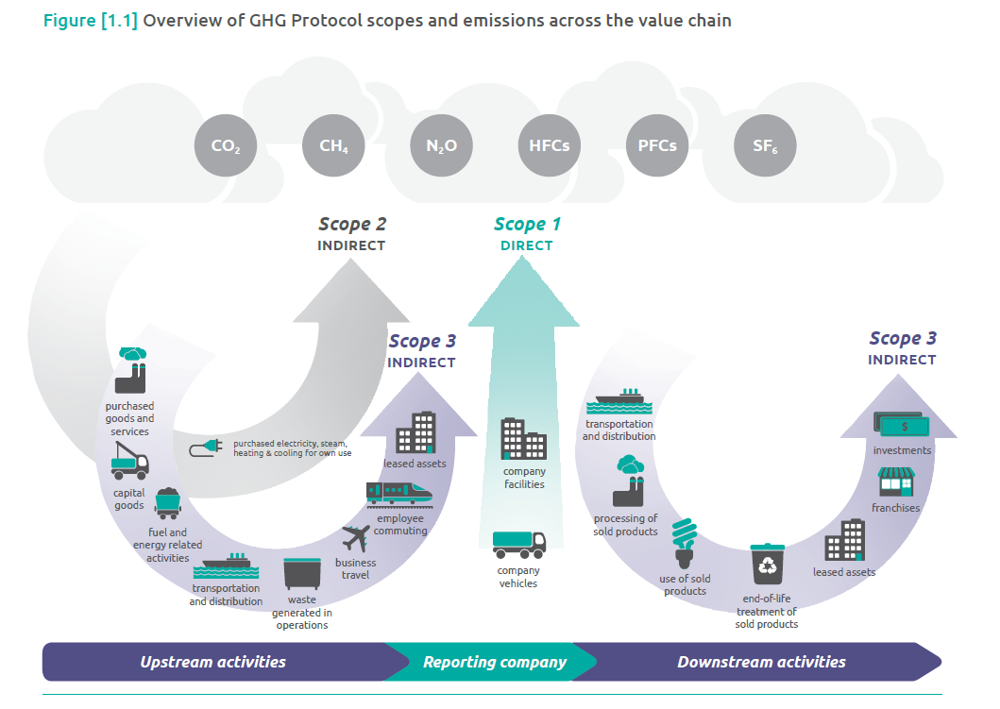 Figure [1.1] Overview of GHG Protocol scopes and emissions across the value chain
CO₂
CH₄
N₂O
HFCs
PFCs
SF₆
Scope 2
INDIRECT
Scope 1
DIRECT
Scope 3
INDIRECT
Scope 3
INDIRECT
purchased
goods and
services
capital
goods
fuel and
energy related
activities
transportation
and distribution
waste
generated in
operations
business
travel
employee
commuting
leased assets
purchased electricity, steam,
heating & cooling for own use
company
facilities
company
vehicles
transportation
and distribution
processing of
sold products
use of sold
products
end-of-life
treatment of
sold products
leased assets
franchises
$
investments
Upstream activities
Reporting company
Downstream activities